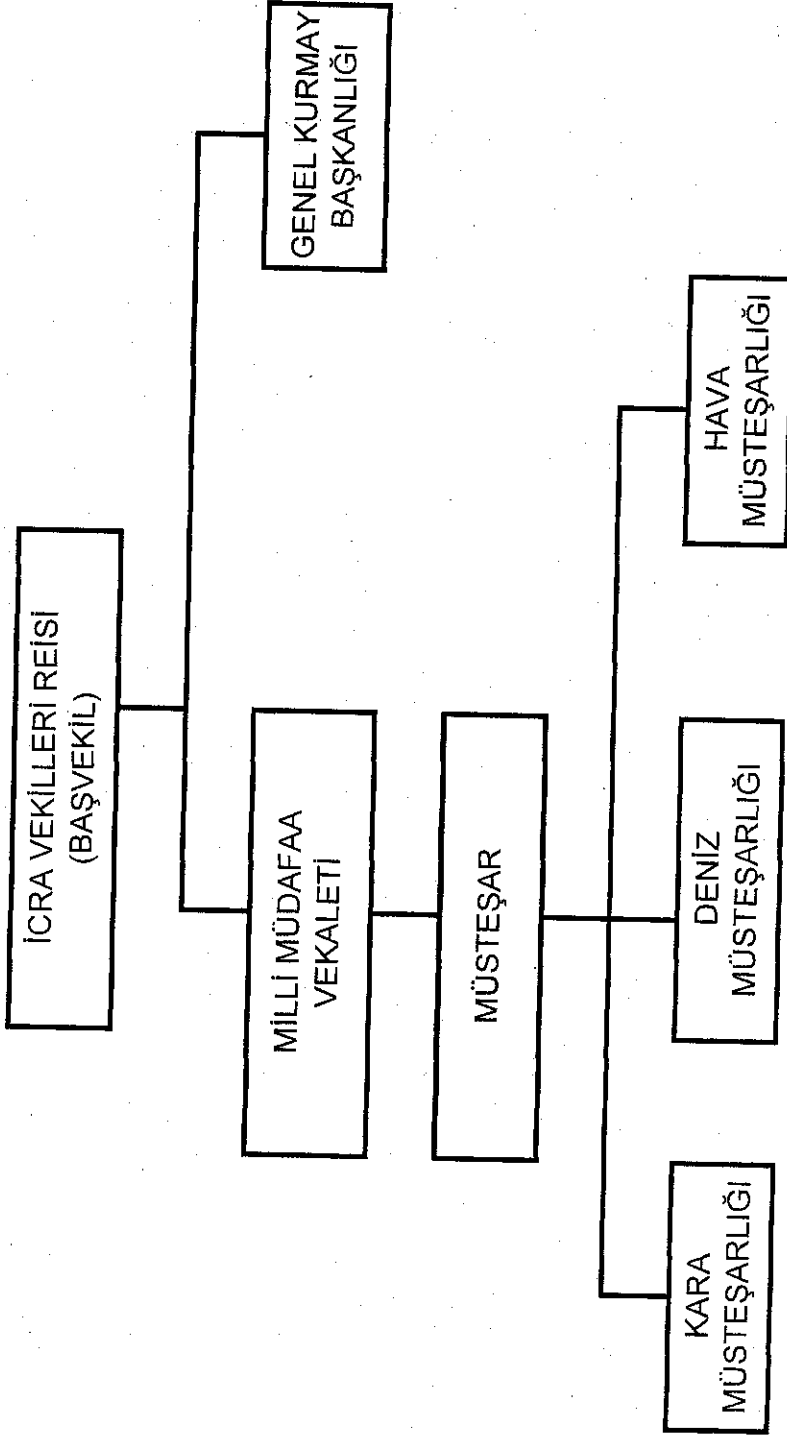 İCRA VEKİLLERİ REİSİ
(BAŞVEKİL)
MİLLİ MÜDAFAA
VEKALETİ
GENEL KURMAY
BAŞKANLIĞI
MÜSTEŞAR
KARA
MÜSTEŞARLIĞI
DENİZ
MÜSTEŞARLIĞI
HAVA
MÜSTEŞARLIĞI